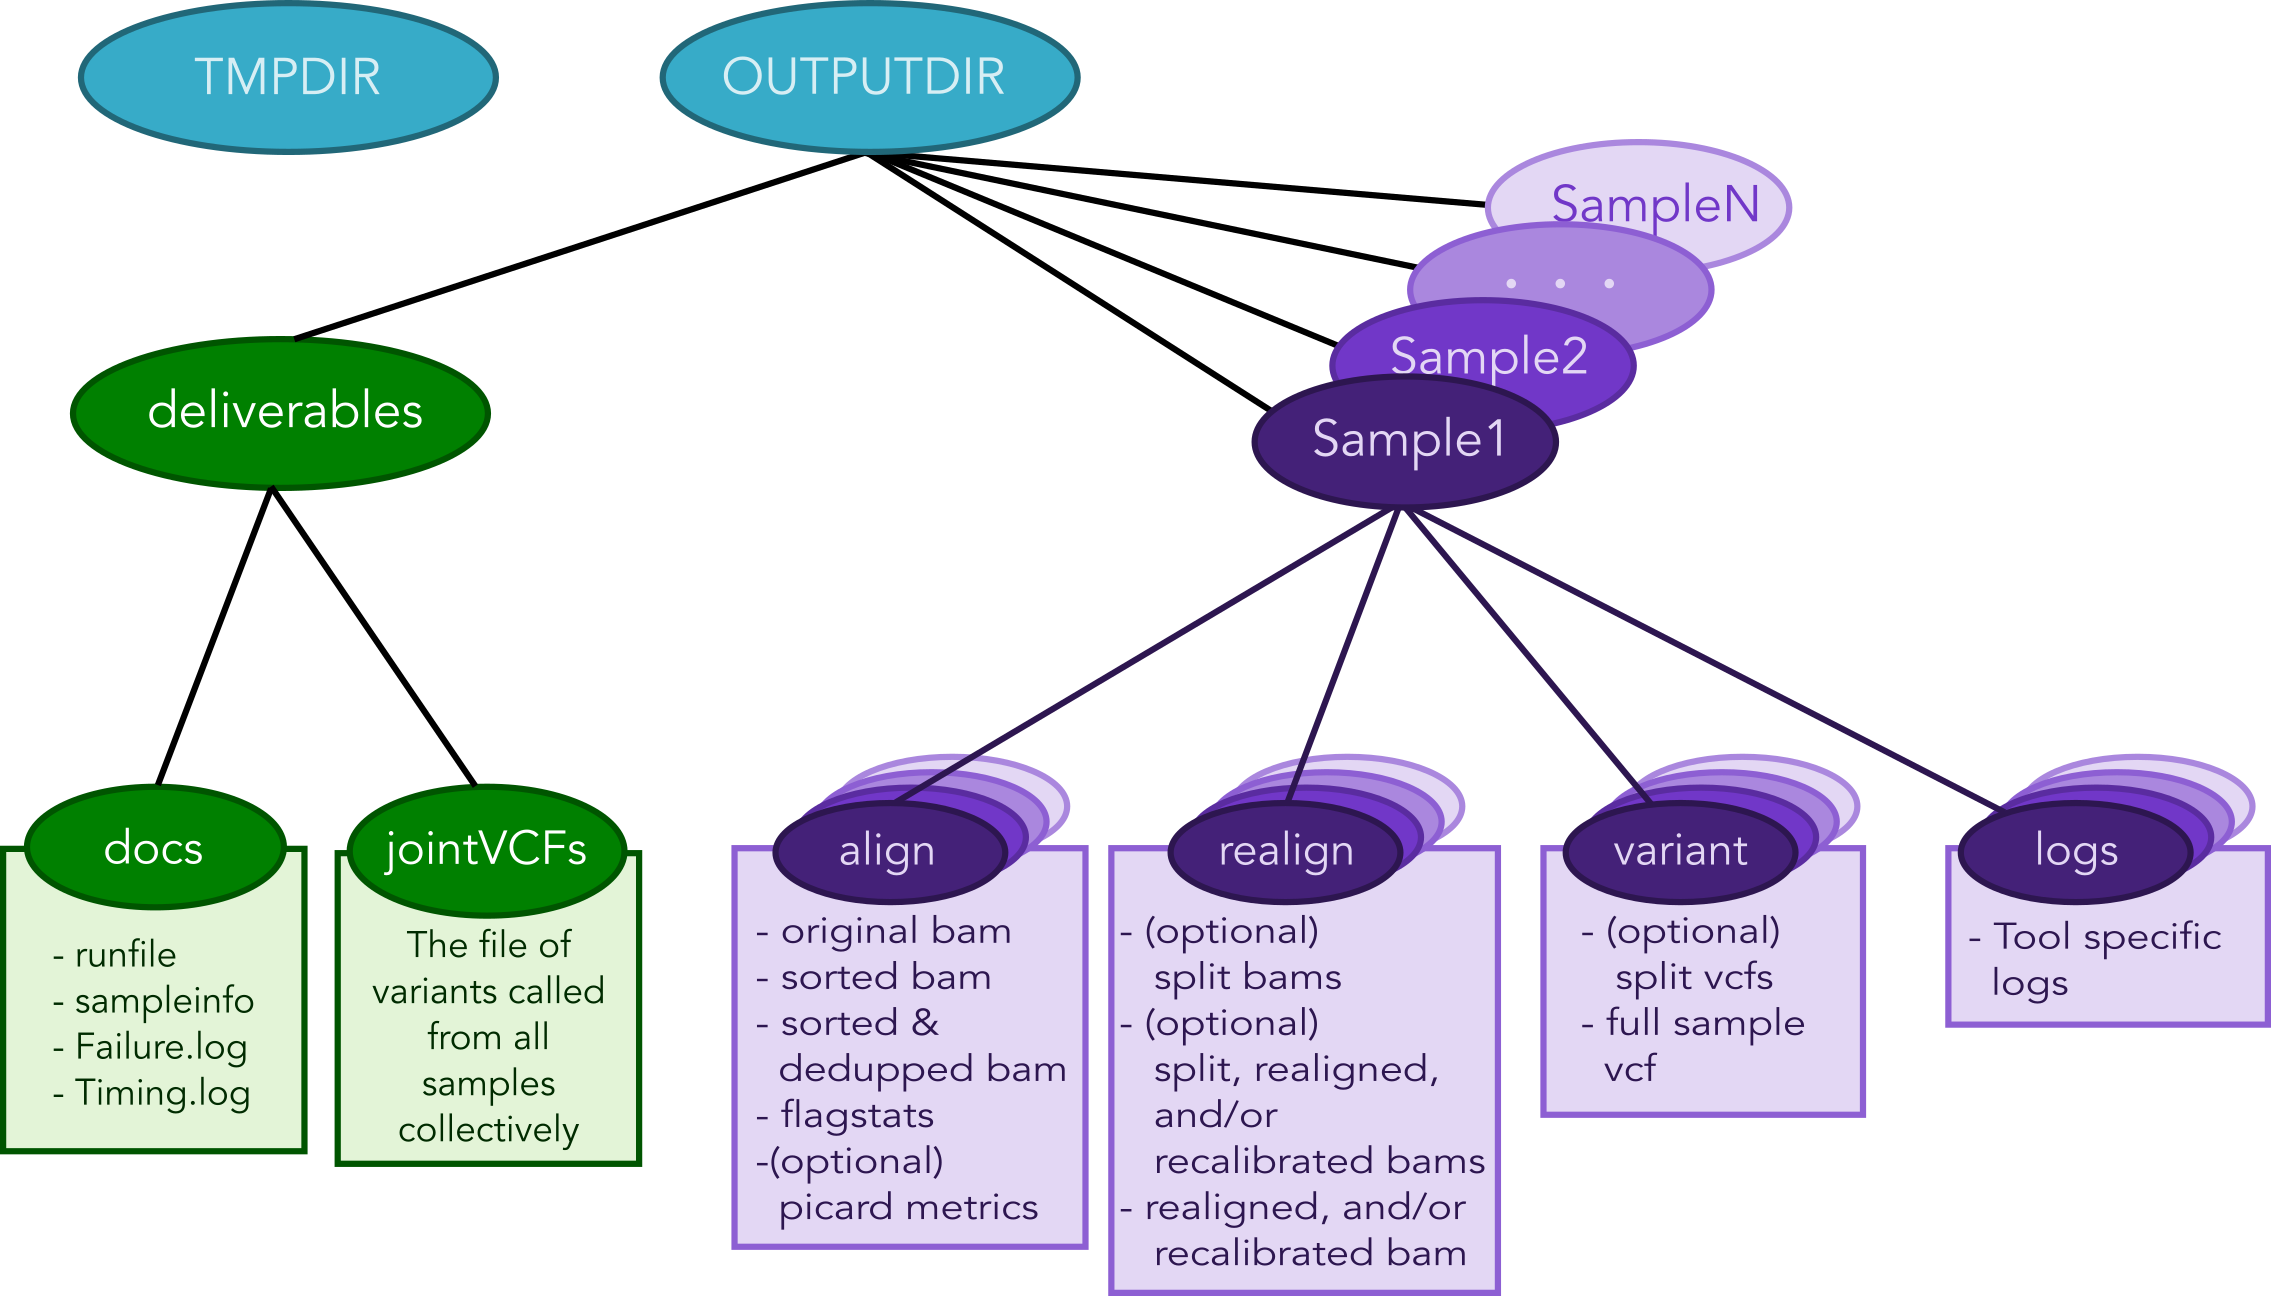 TMPDIR
OUTPUTDIR
SampleN
. . .
Sample2
Sample1
deliverables
docs
- runfile
- sampleinfo
- Failure.log
- Timing.log
jointVCFs
The file of
variants called
from all
samples
collectively
align
- original bam
- sorted bam
- sorted &
dedupped bam
- flagstats
-(optional)
picard metrics
realign
- (optional)
split bams
- (optional)
split, realigned,
and/or
recalibrated bams
- realigned, and/or
recalibrated bam
variant
- (optional)
split vcfs
- full sample
vcf
logs
- Tool specific
logs